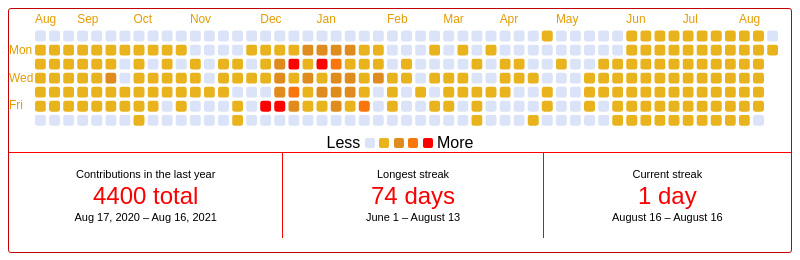 Aug Sep Oct Nov Dec Jan Feb Mar Apr May Jun Jul Aug
Mon
Wed
Fri
Less More
Contributions in the last year
4400 total
Aug 17, 2020 – Aug 16, 2021
Longest streak
74 days
June 1 – August 13
Current streak
1 day
August 16 – August 16